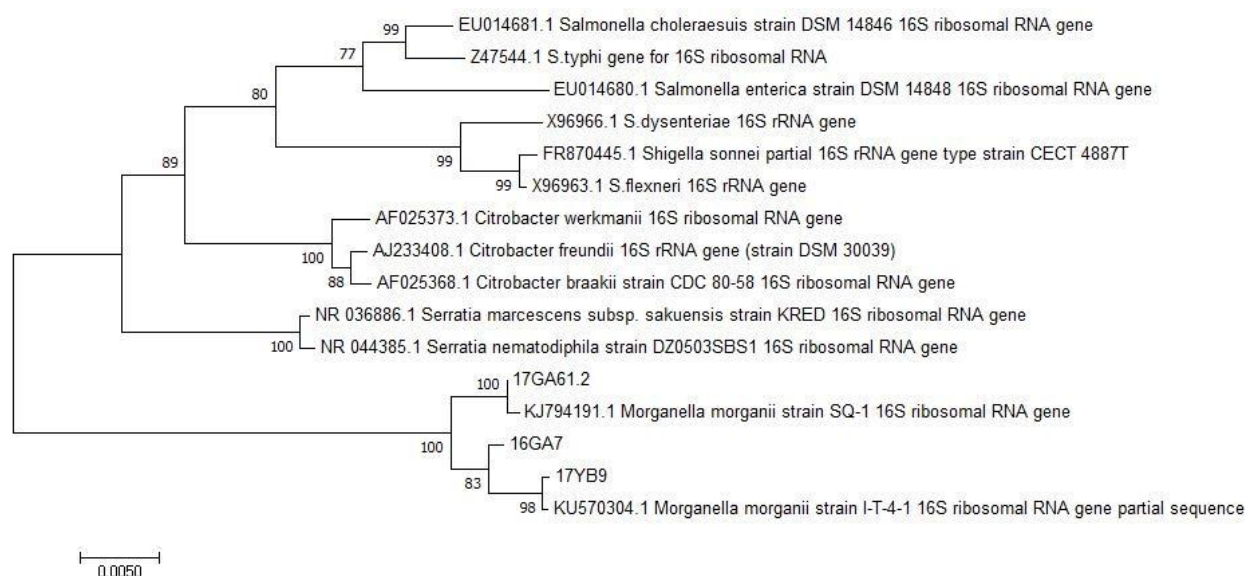 EU014681.1 Salmonella choleraesuis strain DSM 14846 16S ribosomal RNA gene
99
Z47544.1 S.typhi gene for 16S ribosomal RNA
77
EU014680.1 Salmonella enterica strain DSM 14848 16S ribosomal RNA gene
80
X96966.1 S.dysenteriae 16S rRNA gene
99
FR870445.1 Shigella sonnei partial 16S rRNA gene type strain CECT 4887T
89
99
X96963.1 S.flexneri 16S rRNA gene
AF025373.1 Citrobacter werkmanii 16S ribosomal RNA gene
100
AJ233408.1 Citrobacter freundii 16S rRNA gene (strain DSM 30039)
88
AF025368.1 Citrobacter braakii strain CDC 80-58 16S ribosomal RNA gene
NR 036886.1 Serratia marcescens subsp. sakuensis strain KRED 16S ribosomal RNA gene
100
NR 044385.1 Serratia nematodiphila strain DZ0503SBS1 16S ribosomal RNA gene
17GA61.2
100
KJ794191.1 Morganella morganii strain SQ-1 16S ribosomal RNA gene
100
16GA7
83
17YB9
98
KU570304.1 Morganella morganii strain I-T-4-1 16S ribosomal RNA gene partial sequence
0.0050